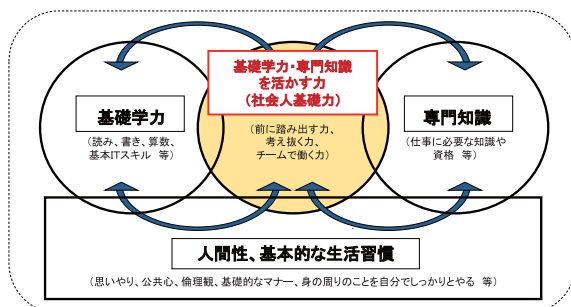 基礎学力・専門知識
を活かす力
(社会人基礎力)
基礎学力
(読み、書き、算数、
基本ITスキル 等)
(前に踏み出す力、
考え抜く力、
チームで働く力)
専門知識
(仕事に必要な知識や
資格 等)
人間性、基本的な生活習慣
(思いやり、公共心、倫理観、基礎的なマナー、身の周りのことを自分でしっかりとやる 等)